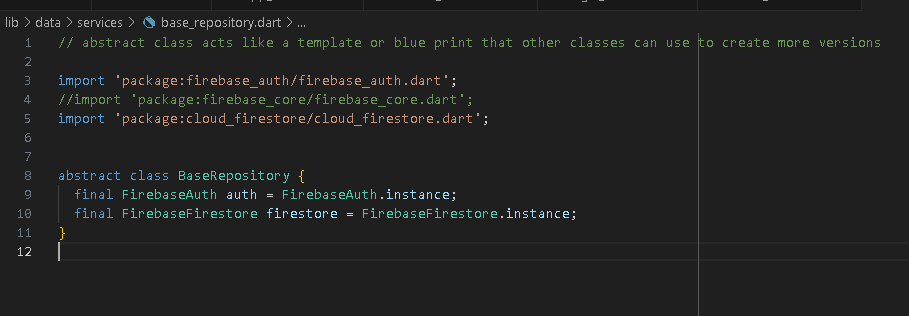 lib > data > services > base_repository.dart > ...
1 // abstract class acts like a template or blue print that other classes can use to create more versions
2
3 import 'package:firebase_auth/firebase_auth.dart';
4 //import 'package:firebase_core/firebase_core.dart';
5 import 'package:cloud_firestore/cloud_firestore.dart';
6
7
8 abstract class BaseRepository {
9   final FirebaseAuth auth = FirebaseAuth.instance;
10   final FirebaseFirestore firestore = FirebaseFirestore.instance;
11 }
12